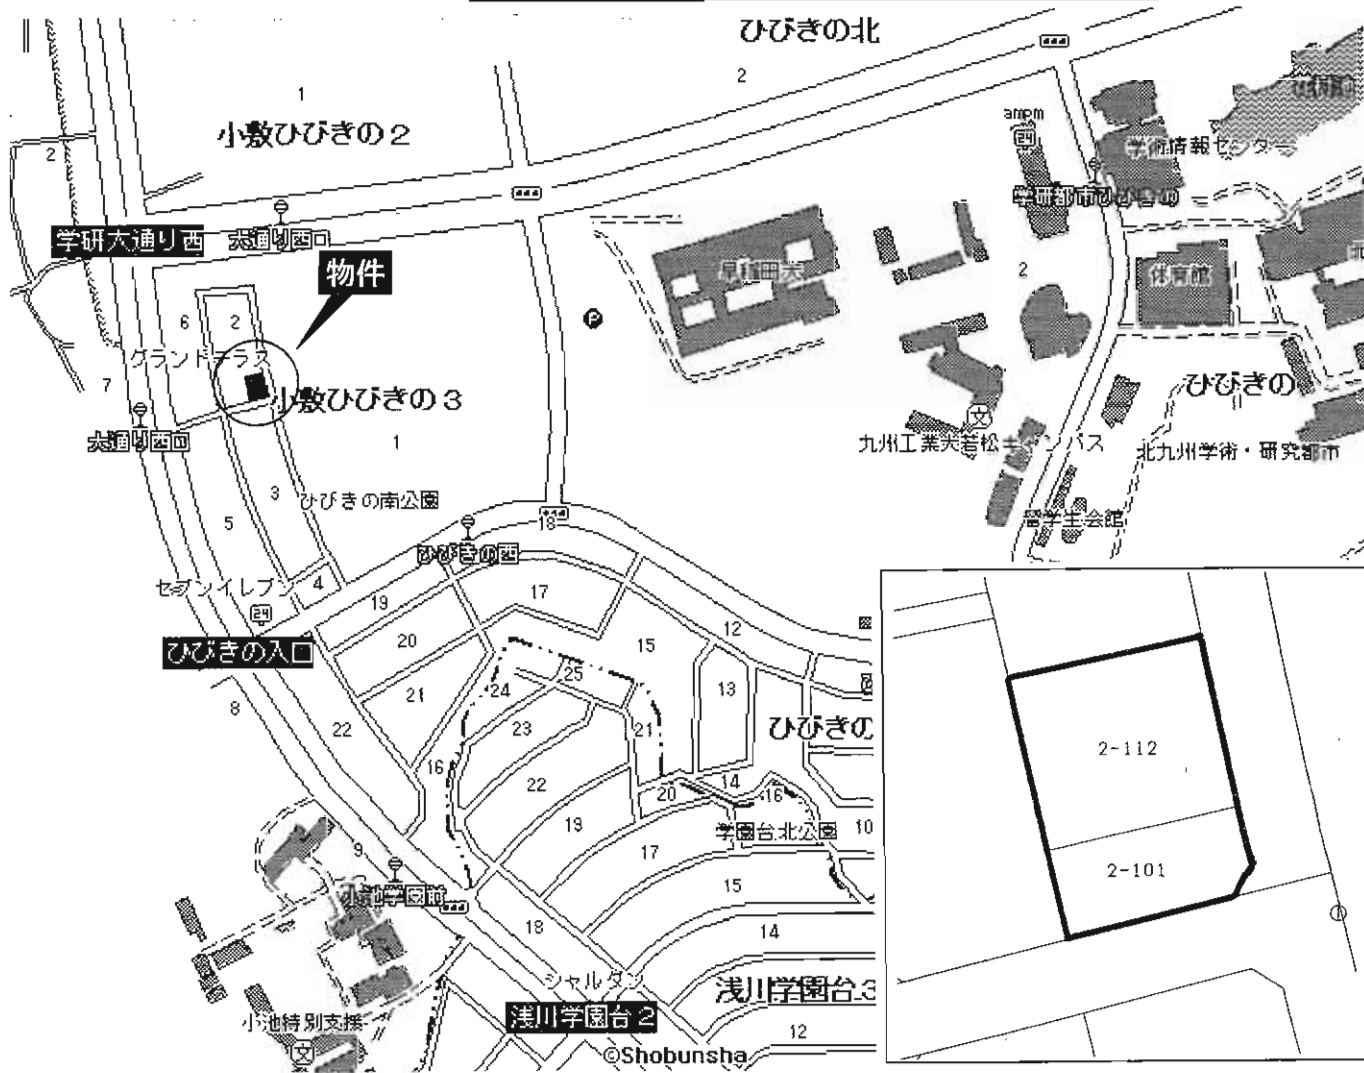 ひびきの北
2
1
小敷ひびきの2
2
ampm
24
学術情報センター
学研都市ひびきの
学研大通り西
大通り西口
物件
早稲田大
2
体育館
北
6
2
グランドテラス
7
P
小敷ひびきの3
ひびきの
大通り西口
1
文
九州工業大若松キャンパス
北九州学術・研究都市
3
ひびきの南公園
5
18
留学生会館
ひびきの西
セブンイレブン
4
24
19
17
12
ひびきの入口
20
15
25
24
13
21
8
22
23
21
ひびきの
2-112
16
22
14
20
16
19
学園台北公園
10
17
9
2-101
小池学園前
15
18
14
シャルダン
浅川学園台3
浅川学園台2
小池特別支援
文
12
©Shobunsha